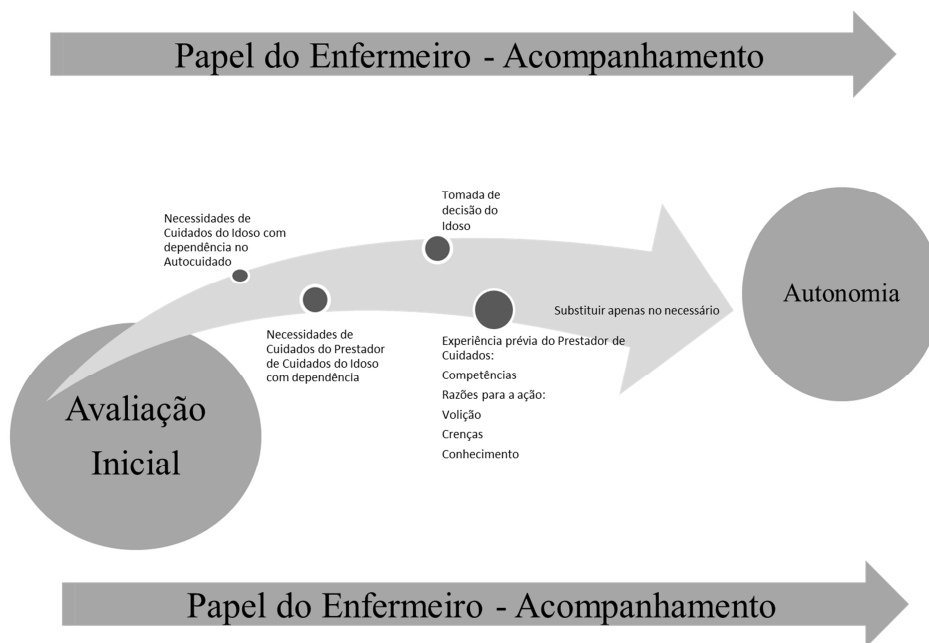 Papel do Enfermeiro - Acompanhamento
Tomada de
decisão do
Idoso
Necessidades de
Cuidados do Idoso com
dependência no
Autocuidado
Autonomia
Substituir apenas no necessário
Necessidades de
Cuidados do Prestador
de Cuidados do Idoso
com dependência
Experiência prévia do Prestador de
Cuidados:
Competências
Razões para a ação:
Volição
Crenças
Conhecimento
Avaliação
Inicial
Papel do Enfermeiro - Acompanhamento